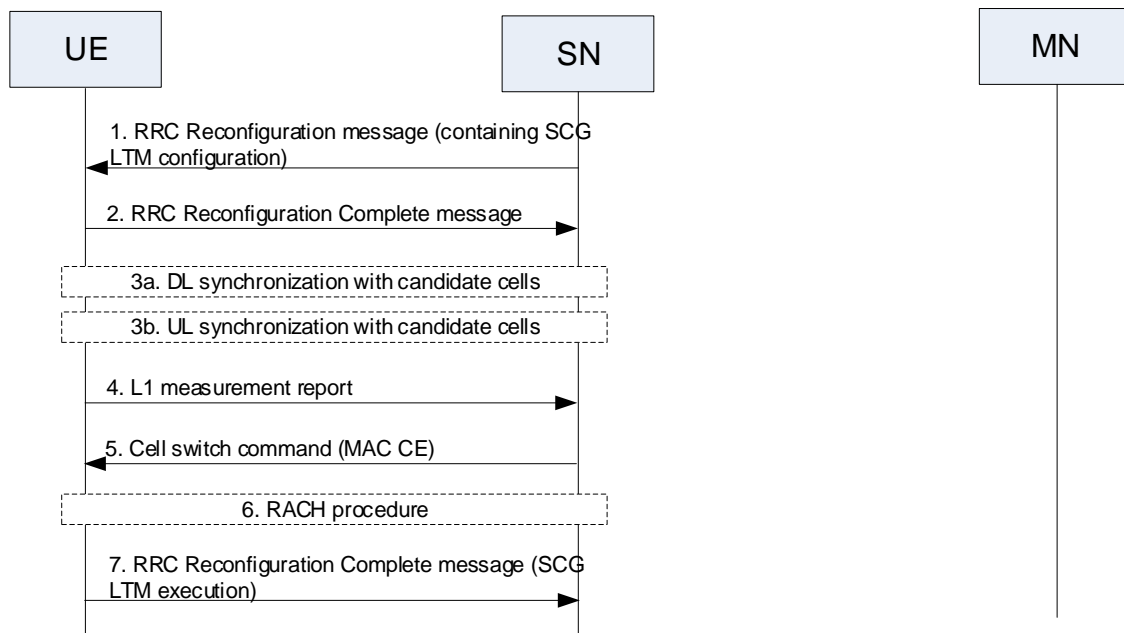 UE
SN
MN
1. RRC Reconfiguration message (containing SCG
LTM configuration)
2. RRC Reconfiguration Complete message
3a. DL synchronization with candidate cells
3b. UL synchronization with candidate cells
4. L1 measurement report
5. Cell switch command (MAC CE)
6. RACH procedure
7. RRC Reconfiguration Complete message (SCG
LTM execution)